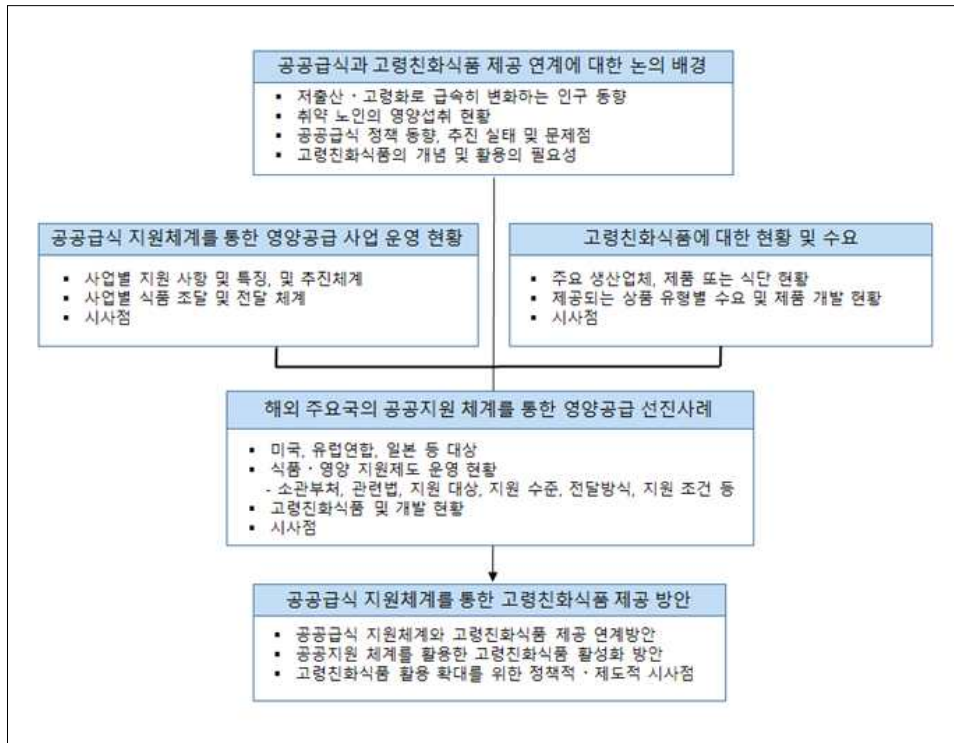 공공급식과 고령친화식품 제공 연계에 대한 논의 배경
▪ 저출산・고령화로 급속히 변화하는 인구 동향
▪ 취약 노인의 영양섭취 현황
▪ 공공급식 정책 동향, 추진 실태 및 문제점
▪ 고령친화식품의 개념 및 활용의 필요성
공공급식 지원체계를 통한 영양공급 사업 운영 현황
▪ 사업별 지원 사항 및 특징, 및 추진체계
▪ 사업별 식품 조달 및 전달 체계
▪ 시사점
고령친화식품에 대한 현황 및 수요
▪ 주요 생산업체, 제품 또는 식단 현황
▪ 제공되는 상품 유형별 수요 및 제품 개발 현황
▪ 시사점
해외 주요국의 공공지원 체계를 통한 영양공급 선진사례
▪ 미국, 유럽연합, 일본 등 대상
▪ 식품・영양 지원제도 운영 현황
- 소관부처, 관련법, 지원 대상, 지원 수준, 전달방식, 지원 조건 등
▪ 고령친화식품 및 개발 현황
▪ 시사점
공공급식 지원체계를 통한 고령친화식품 제공 방안
▪ 공공급식 지원체계와 고령친화식품 제공 연계방안
▪ 공공지원 체계를 활용한 고령친화식품 활성화 방안
▪ 고령친화식품 활용 확대를 위한 정책적・제도적 시사점